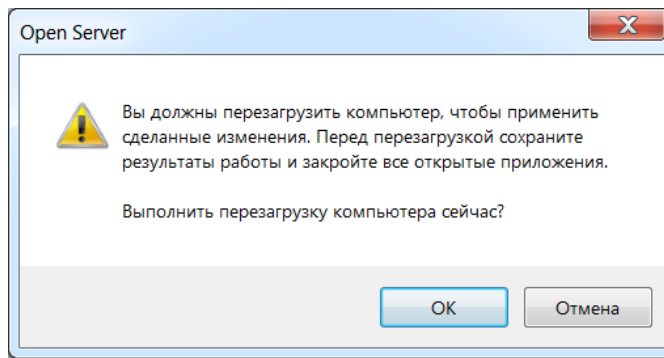 Open Server
Вы должны перезагрузить компьютер, чтобы применить
сделанные изменения. Перед перезагрузкой сохраните
результаты работы и закройте все открытые приложения.
Выполнить перезагрузку компьютера сейчас?
ОК
Отмена